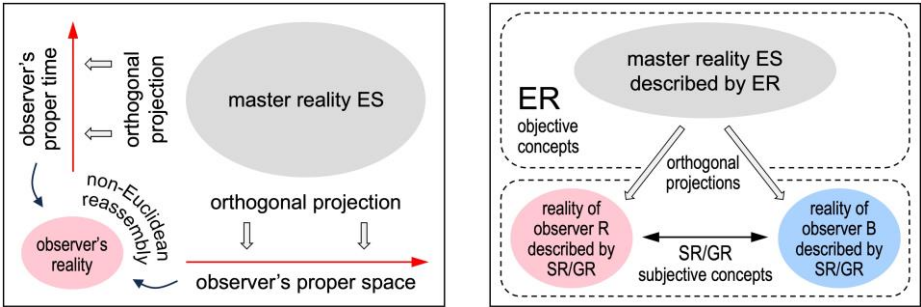 observer's
proper time
orthogonal
projection
master reality ES
non-Euclidean
reassembly
orthogonal projection
observer's
reality
observer's proper space
master reality ES
described by ER
ER
objective
concepts
orthogonal
projections
reality of
observer R
described by
SR/GR
SR/GR
subjective concepts
reality of
observer B
described by
SR/GR